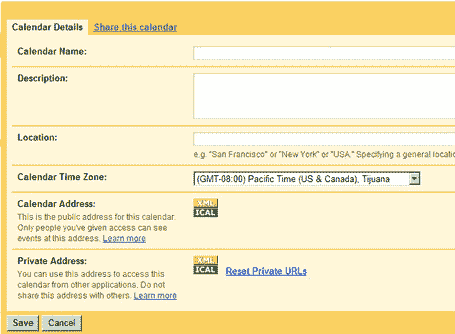 Calendar Details Share this calendar
Calendar Name:
Description:
Location:
e.g. "San Francisco" or "New York" or "USA." Specifying a general locatio
Calendar Time Zone: (GMT-08:00) Pacific Time (US & Canada), Tijuana
Calendar Address: XML
This is the public address for this calendar. ICAL
Only people you've given access can see
events at this address. Learn more
Private Address: XML
You can use this address to access this ICAL Reset Private URLs
calendar from other applications. Do not
share this address with others. Learn more
Save Cancel